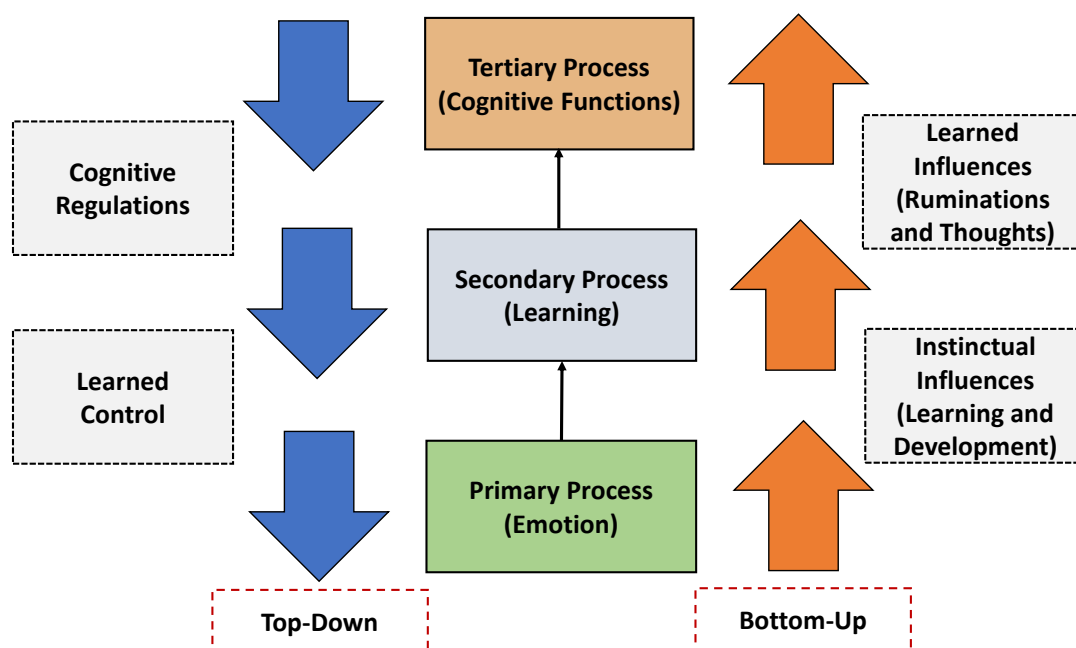 Tertiary Process
(Cognitive Functions)
Cognitive
Regulations
Learned
Influences
(Ruminations
and Thoughts)
Secondary Process
(Learning)
Learned
Control
Instinctual
Influences
(Learning and
Development)
Primary Process
(Emotion)
Top-Down
Bottom-Up